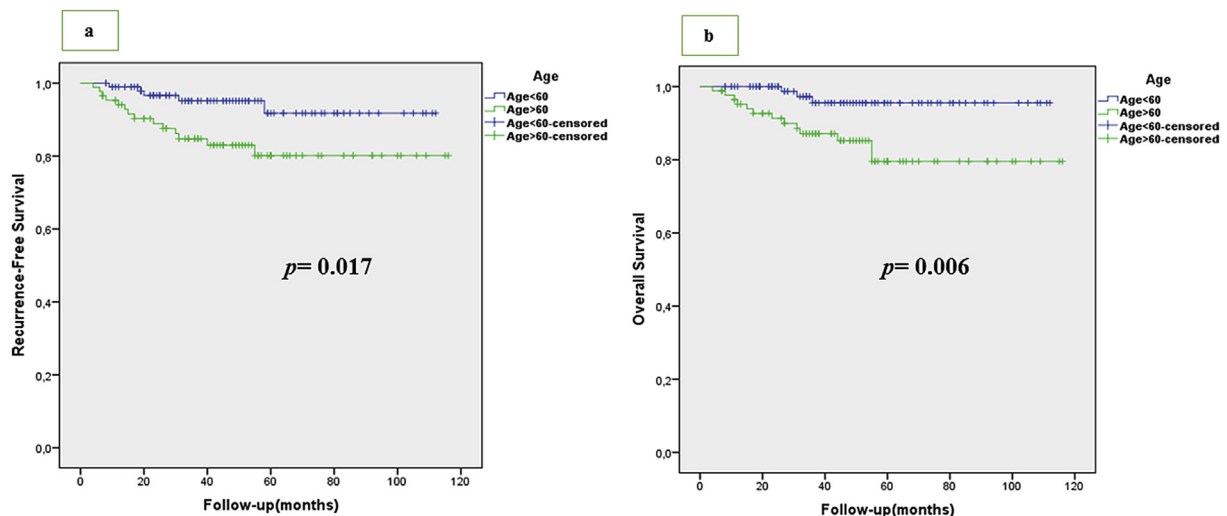 a
1,0
0,8
0,6
0,4
0,2
0,0
Recurrence-Free Survival
p= 0.017
0 20 40 60 80 100 120
Follow-up(months)
Age
Age<60
Age>60
Age<60-censored
Age>60-censored
b
1,0
0,8
0,6
0,4
0,2
0,0
Overall Survival
p= 0.006
0 20 40 60 80 100 120
Follow-up(months)
Age
Age<60
Age>60
Age<60-censored
Age>60-censored